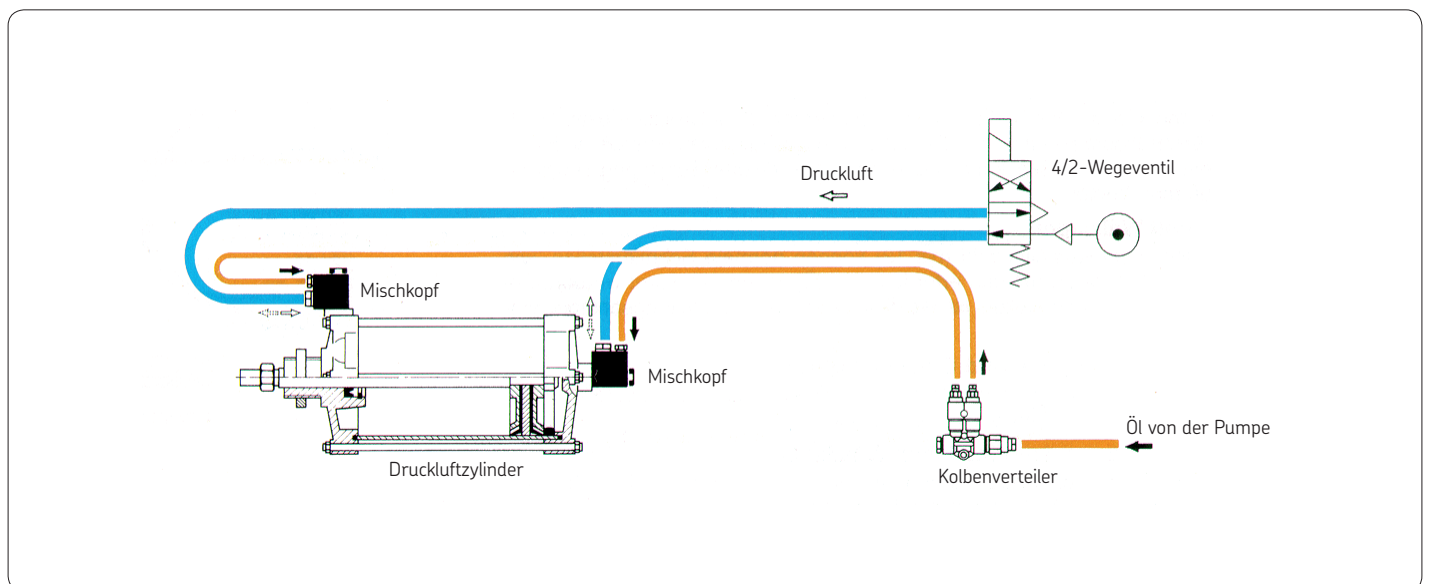 4/2-Wegeventil
Druckluft
Mischkopf
Mischkopf
Öl von der Pumpe
Druckluftzylinder
Kolbenverteiler